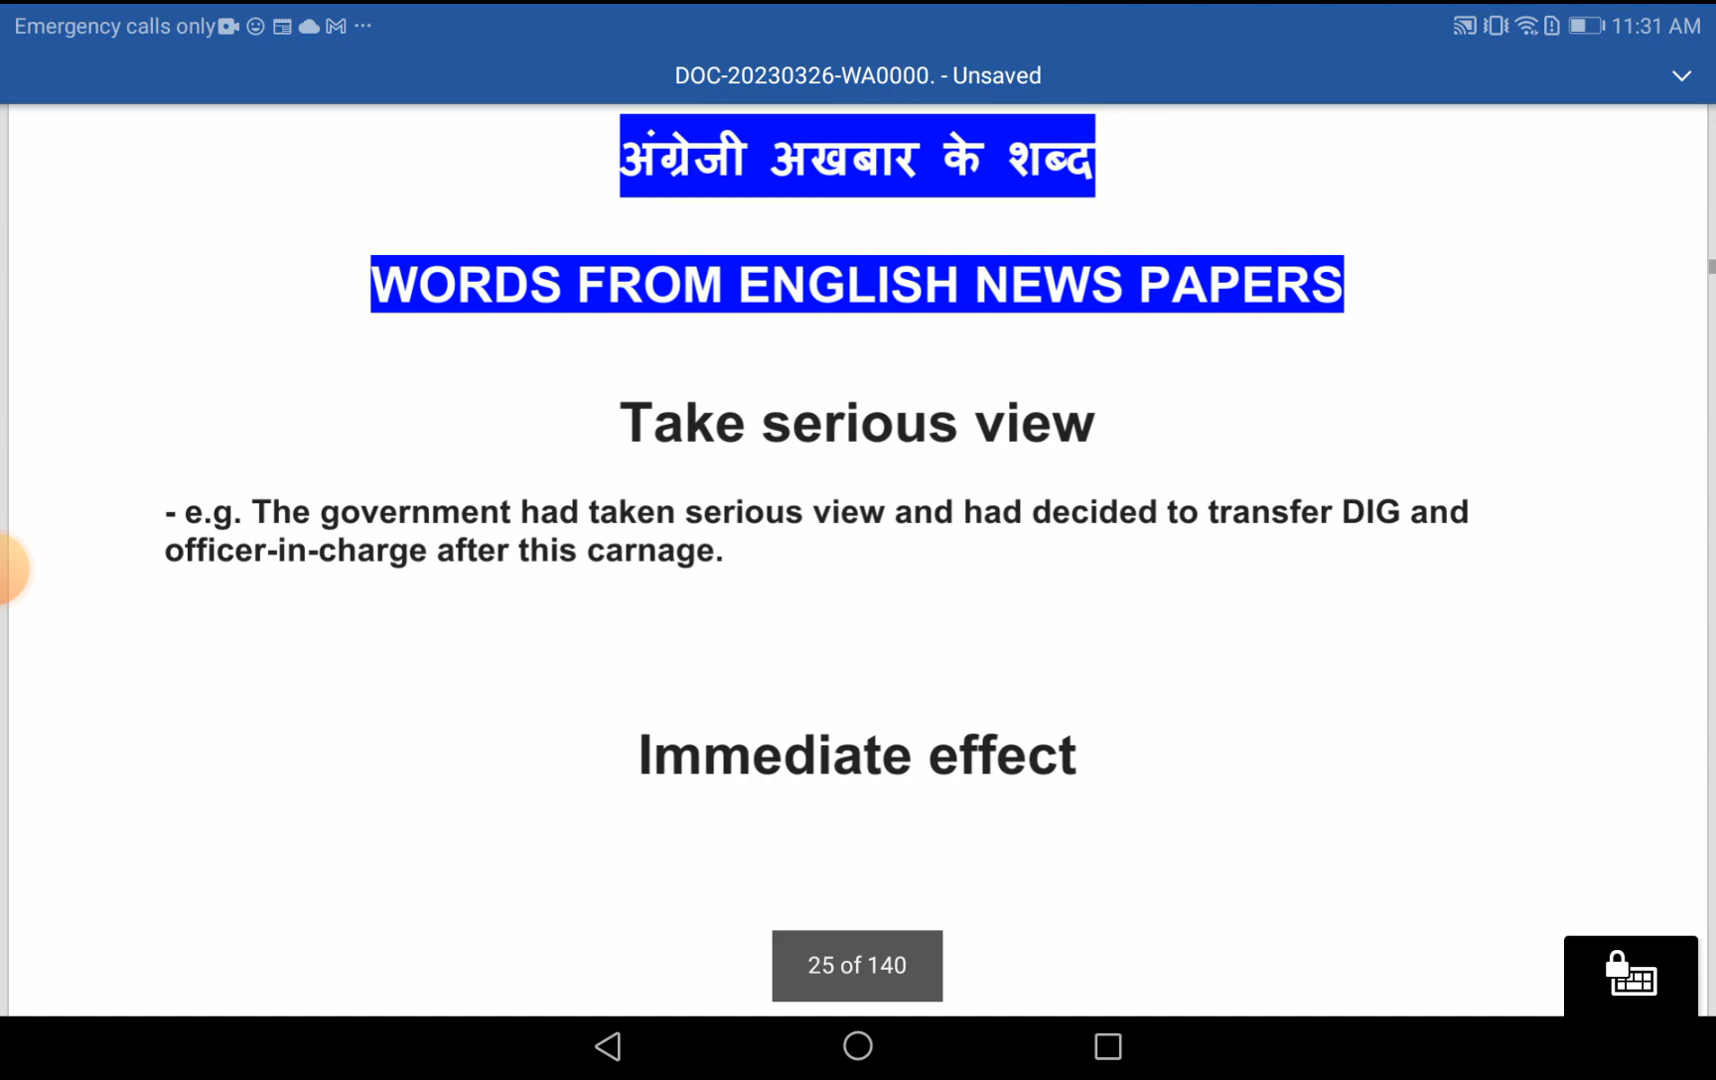 Emergency calls only 11:31 AM
DOC-20230326-WA0000. - Unsaved
अंग्रेजी अखबार के शब्द
WORDS FROM ENGLISH NEWS PAPERS
Take serious view
- e.g. The government had taken serious view and had decided to transfer DIG and
officer-in-charge after this carnage.
Immediate effect
25 of 140